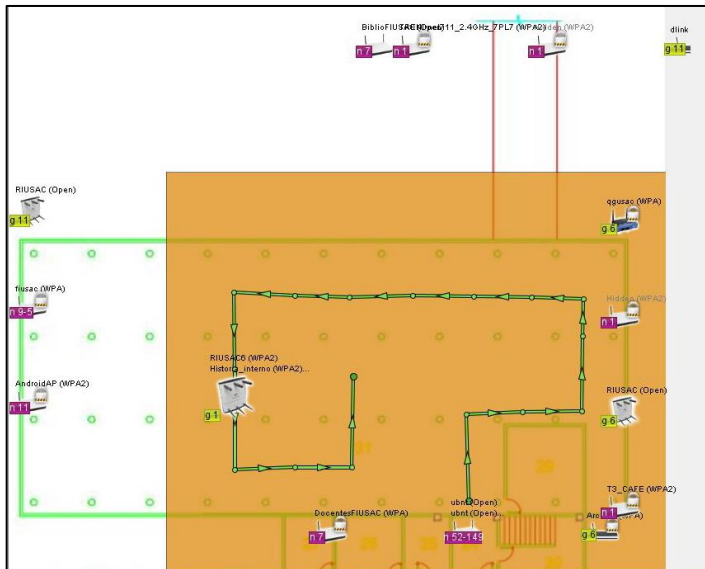 dlink
n 7
n 1
n 1
g 11
RIUSAC (Open)
g 11
qgusac (WPA)
g 6
fiusac (WPA)
n 9-5
Hidden (WPA2)
n 1
RIUSAC6 (WPA2)
Historia_interno (WPA2)...
g 1
AndroidAP (WPA2)
n 11
RIUSAC (Open)
g 6
31
T3_CAFE (WPA2)
n 1
DocentesFIUSAC (WPA)
n 7
ubnt (Open)
ubnt (Open)...
n 52-149
g 6